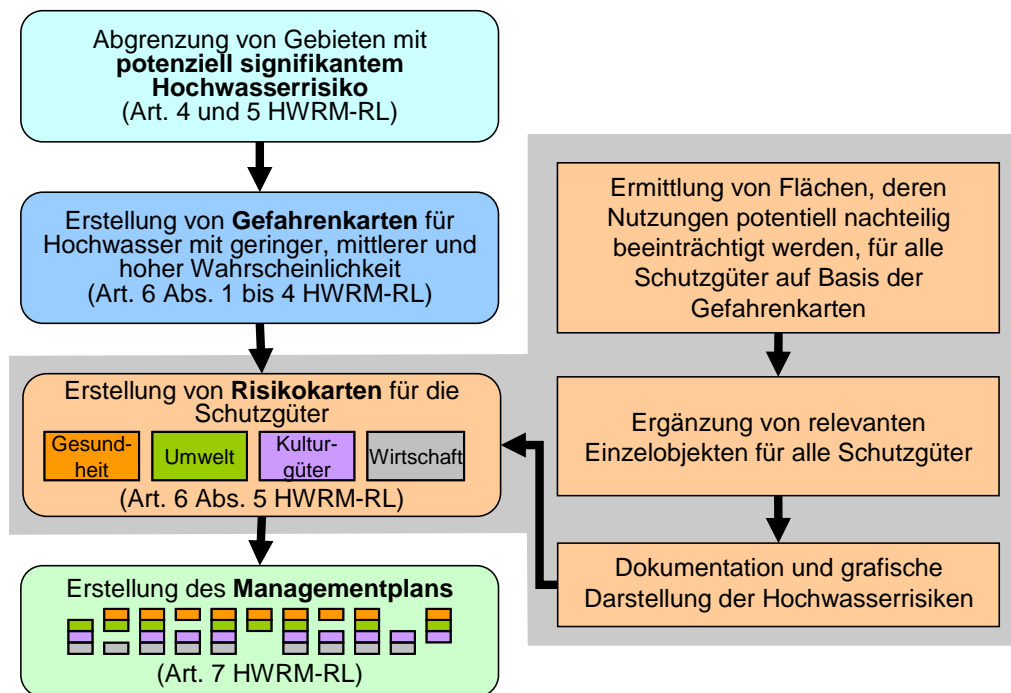 Abgrenzung von Gebieten mit
potenziell signifikantem
Hochwasserrisiko
(Art. 4 und 5 HWRM-RL)
Erstellung von Gefahrenkarten für
Hochwasser mit geringer, mittlerer und
hoher Wahrscheinlichkeit
(Art. 6 Abs. 1 bis 4 HWRM-RL)
Erstellung von Risikokarten für die
Schutzgüter
Gesund-
heit
Umwelt
Kultur-
güter
Wirtschaft
(Art. 6 Abs. 5 HWRM-RL)
Erstellung des Managementplans
(Art. 7 HWRM-RL)
Ermittlung von Flächen, deren
Nutzungen potentiell nachteilig
beeinträchtigt werden, für alle
Schutzgüter auf Basis der
Gefahrenkarten
Ergänzung von relevanten
Einzelobjekten für alle Schutzgüter
Dokumentation und grafische
Darstellung der Hochwasserrisiken